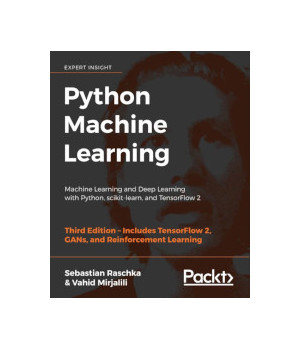 EXPERT INSIGHT
Python
Machine
Learning
Machine Learning and Deep Learning
with Python, scikit-learn, and TensorFlow 2
Third Edition – Includes TensorFlow 2,
GANs, and Reinforcement Learning
Sebastian Raschka
& Vahid Mirjalili
Packt>